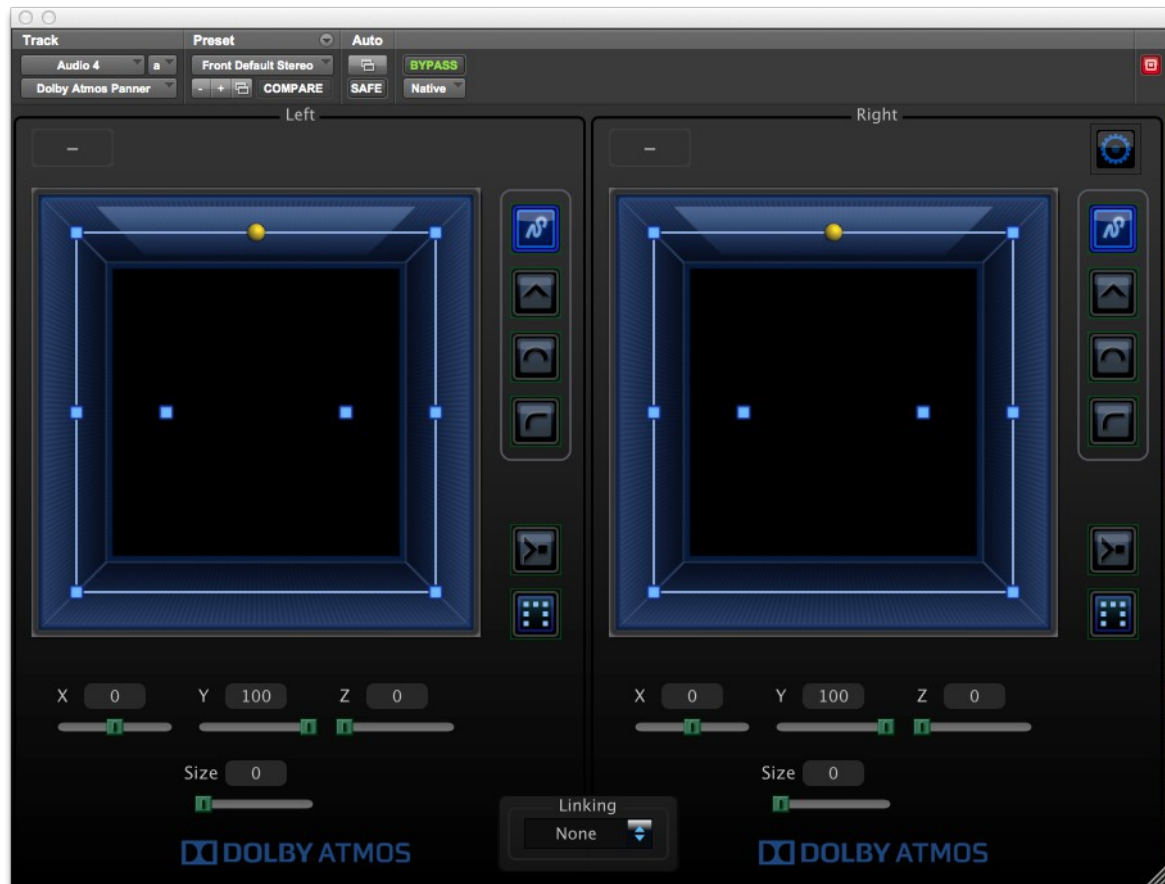 Track Preset Auto
Audio 4 a Front Default Stereo BYPASS
Dolby Atmos Panner - + COMPARE SAFE Native
Left Right
– –
X 0 Y 100 Z 0 X 0 Y 100 Z 0
Size 0 Size 0
Linking
None
DOLBY ATMOS DOLBY ATMOS